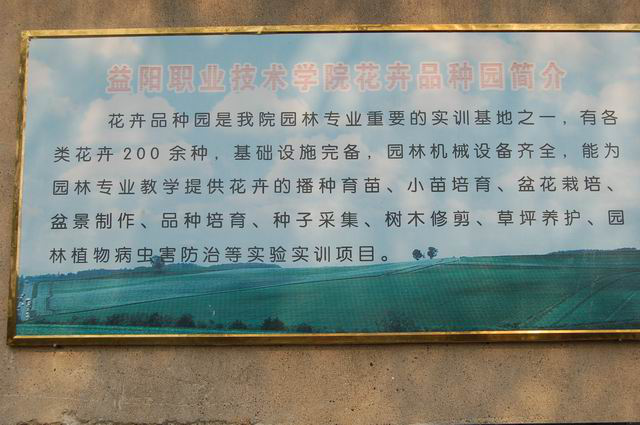 益阳职业技术学院花卉品种园简介
花卉品种园是我院园林专业重要的实训基地之一，有各
类花卉 200 余种，基础设施完备，园林机械设备齐全，能为
园林专业教学提供花卉的播种育苗、小苗培育、盆花栽培、
盆景制作、品种培育、种子采集、树木修剪、草坪养护、园
林植物病虫害防治等实验实训项目。